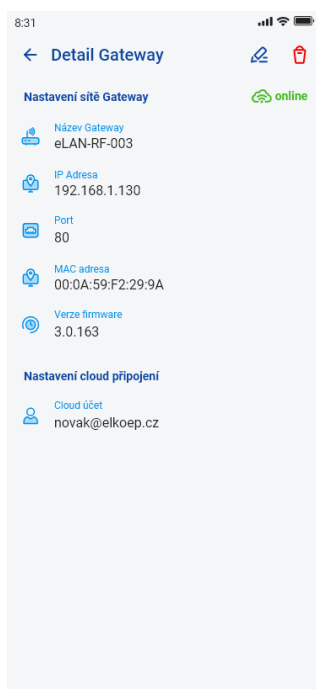 8:31
Detail Gateway
Nastavení sítě Gateway
online
Název Gateway
eLAN-RF-003
IP Adresa
192.168.1.130
Port
80
MAC adresa
00:0A:59:F2:29:9A
Verze firmware
3.0.163
Nastavení cloud připojení
Cloud účet
novak@elkoep.cz